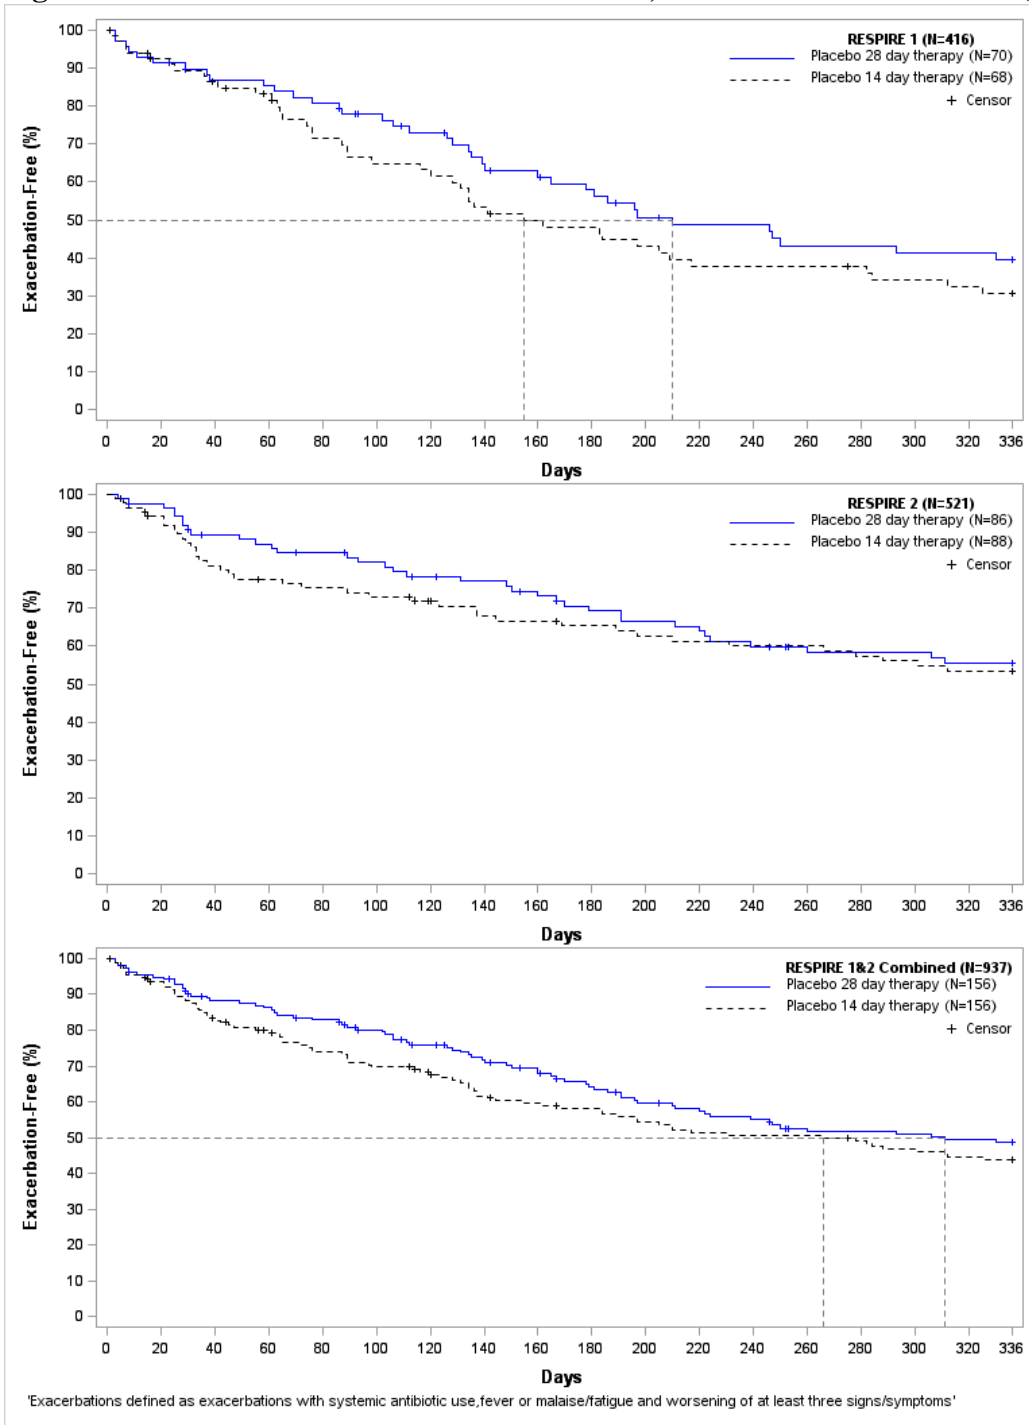 100
90
80
70
60
50
40
30
20
10
0
Exacerbation-Free (%)
RESPIRE 1 (N=416)
Placebo 28 day therapy (N=70)
Placebo 14 day therapy (N=68)
+ Censor
0 20 40 60 80 100 120 140 160 180 200 220 240 260 280 300 320 336
Days
100
90
80
70
60
50
40
30
20
10
0
Exacerbation-Free (%)
RESPIRE 2 (N=521)
Placebo 28 day therapy (N=86)
Placebo 14 day therapy (N=88)
+ Censor
0 20 40 60 80 100 120 140 160 180 200 220 240 260 280 300 320 336
Days
100
90
80
70
60
50
40
30
20
10
0
Exacerbation-Free (%)
RESPIRE 1&2 Combined (N=937)
Placebo 28 day therapy (N=156)
Placebo 14 day therapy (N=156)
+ Censor
0 20 40 60 80 100 120 140 160 180 200 220 240 260 280 300 320 336
Days
'Exacerbations defined as exacerbations with systemic antibiotic use,fever or malaise/fatigue and worsening of at least three signs/symptoms'